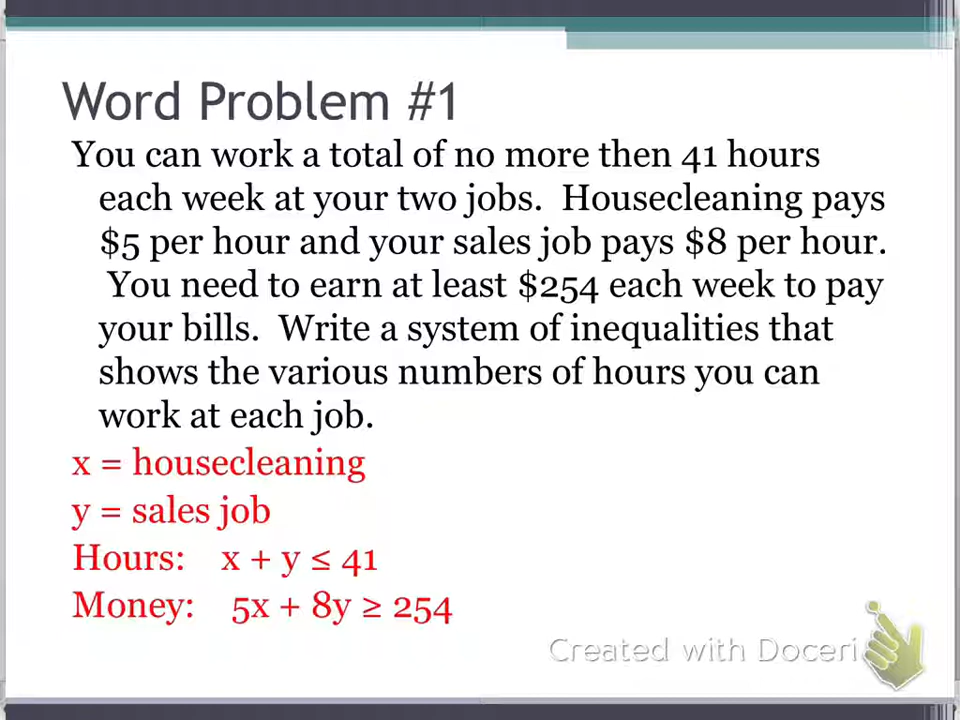 Word Problem #1
You can work a total of no more then 41 hours
each week at your two jobs. Housecleaning pays
$5 per hour and your sales job pays $8 per hour.
You need to earn at least $254 each week to pay
your bills. Write a system of inequalities that
shows the various numbers of hours you can
work at each job.
x = housecleaning
y = sales job
Hours: x + y ≤ 41
Money: 5x + 8y ≥ 254
Created with Doceri